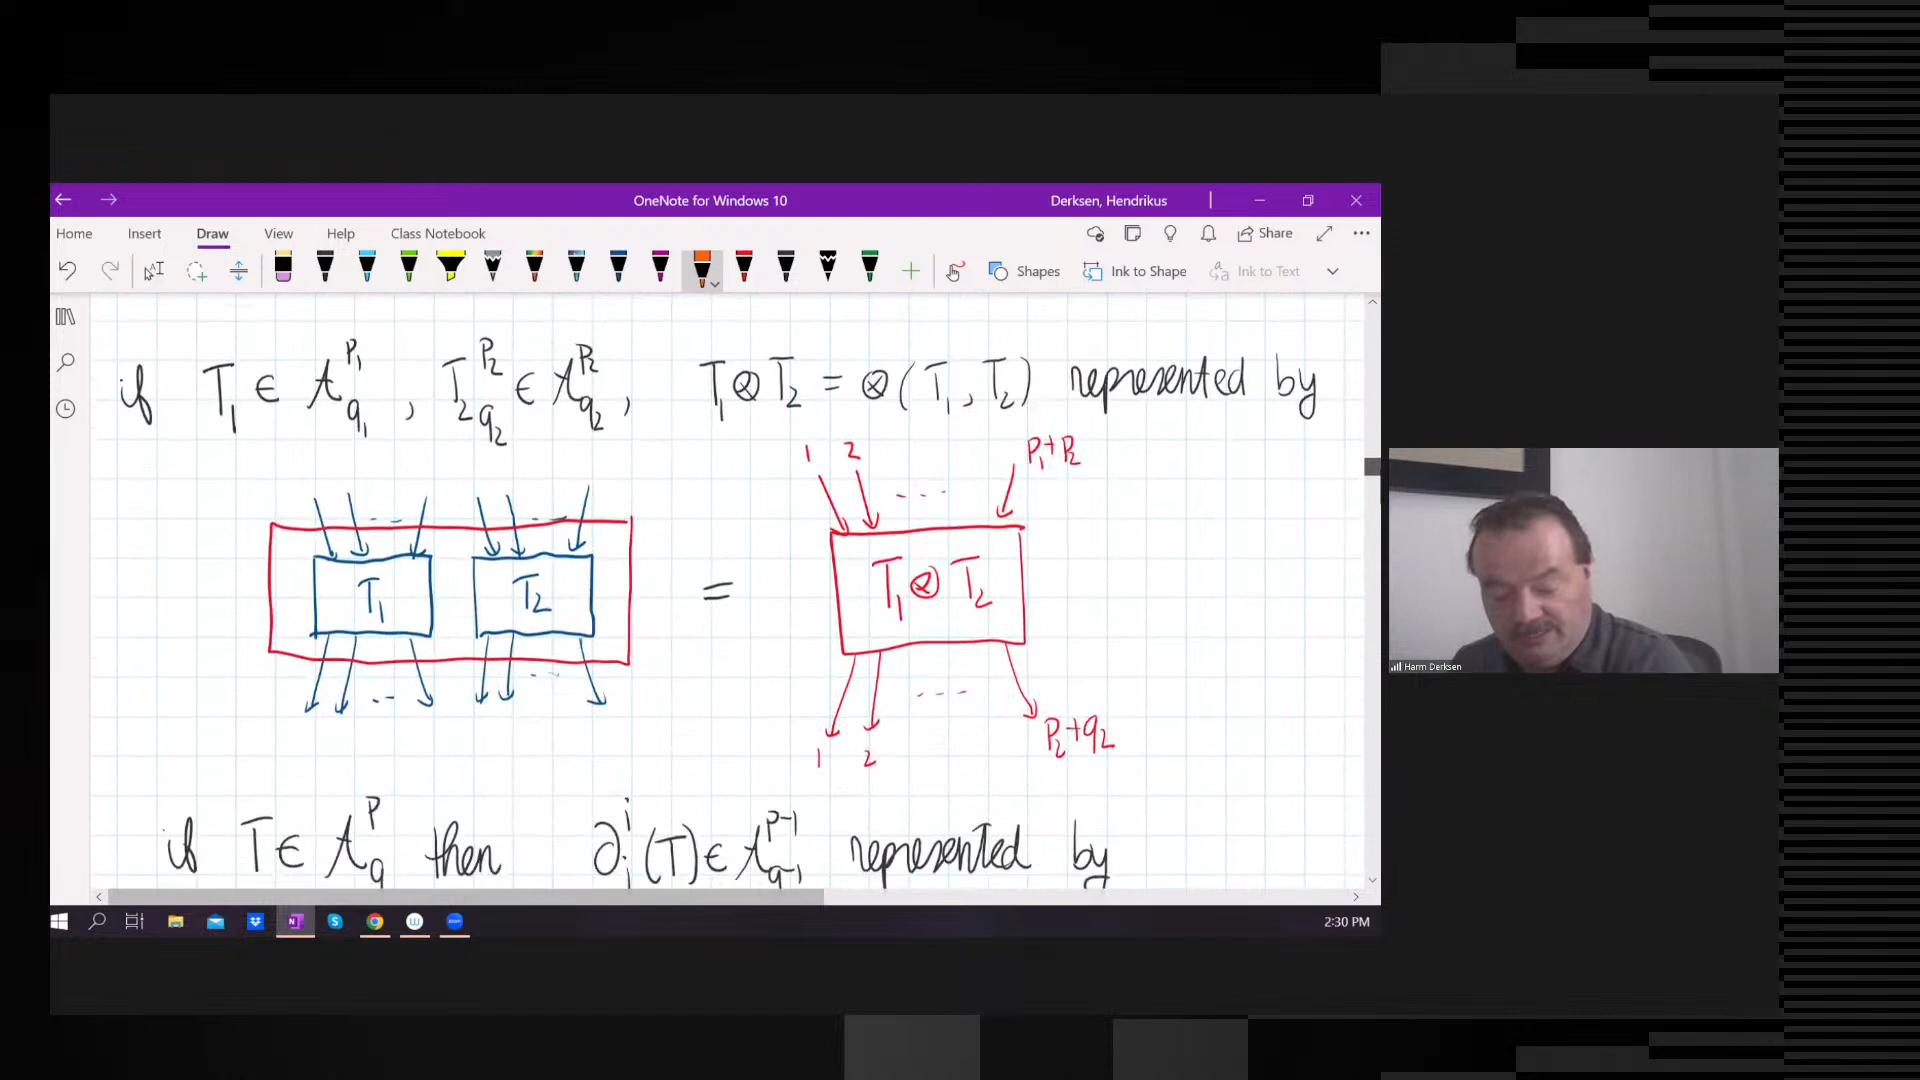 OneNote for Windows 10
Derksen, Hendrikus
Home Insert Draw View Help Class Notebook
Share
Shapes Ink to Shape Ink to Text
if T₁ ∈ A^{p₁}_{q₁}, T₂^{p₂}_{q₂} ∈ A^{p₂}_{q₂}, T₁⊗T₂ = ⊗(T₁, T₂) represented by
1 2 --- p₁+p₂
-- --
T₁ T₂ = T₁⊗T₂
-- -- ---
p₂+q₂
1 2
if T ∈ A^p_q then ∂^i_j(T) ∈ A^{p-1}_{q-1} represented by
Harm Derksen
2:30 PM